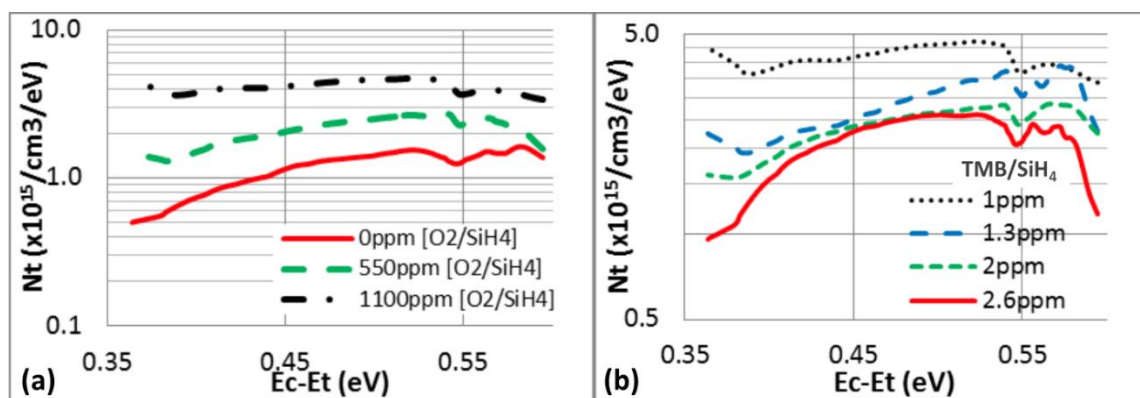 10.0
1.0
0.1
Nt (x10¹⁵/cm3/eV)
0ppm [O2/SiH4]
550ppm [O2/SiH4]
1100ppm [O2/SiH4]
0.35 0.45 0.55
Ec-Et (eV)
(a)
5.0
0.5
Nt (x10¹⁵/cm3/eV)
TMB/SiH₄
1ppm
1.3ppm
2ppm
2.6ppm
0.35 0.45 0.55
Ec-Et (eV)
(b)